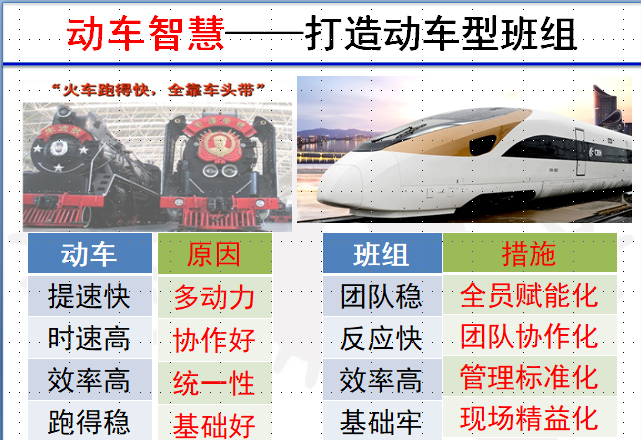 动车智慧——打造动车型班组
“火车跑得快，全靠车头带”
CRH
动车 原因
提速快 多动力
时速高 协作好
效率高 统一性
跑得稳 基础好
班组 措施
团队稳 全员赋能化
反应快 团队协作化
效率高 管理标准化
基础牢 现场精益化